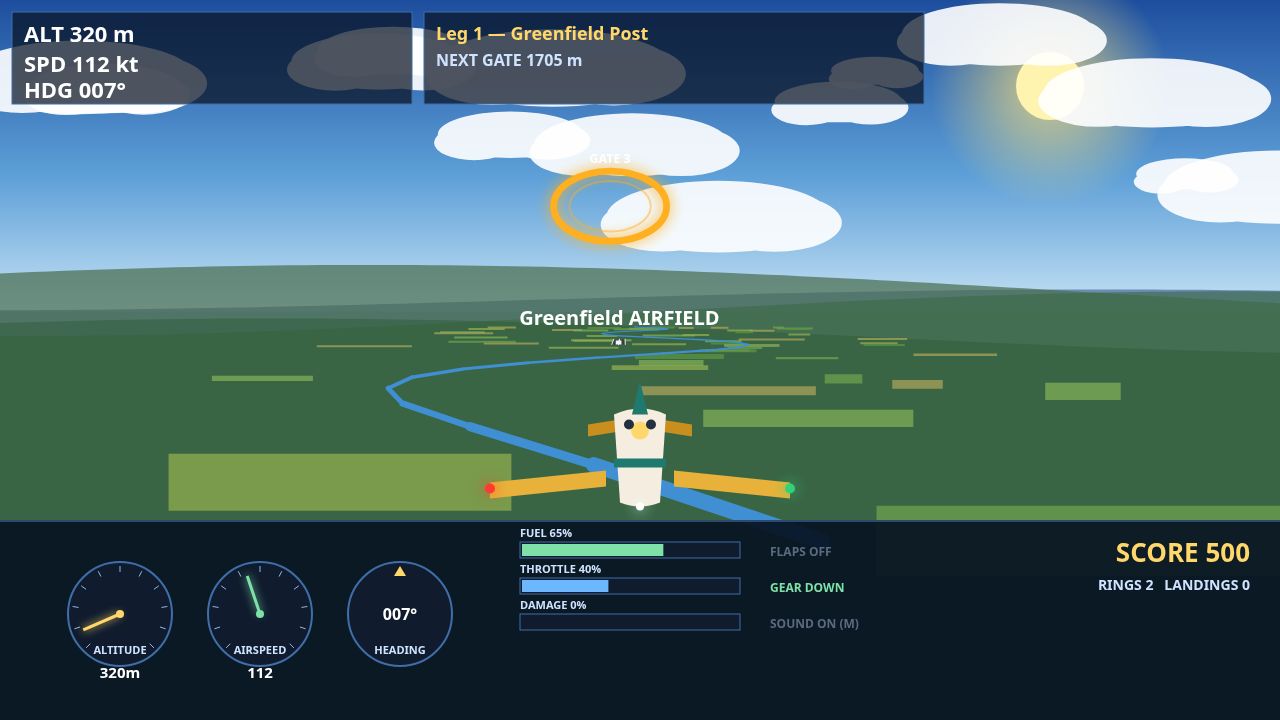 ALT 320 m
SPD 112 kt
HDG 007°
Leg 1 — Greenfield Post
NEXT GATE 1705 m
GATE 3
Greenfield AIRFIELD
FUEL 65%
THROTTLE 40%
DAMAGE 0%
FLAPS OFF
GEAR DOWN
SOUND ON (M)
SCORE 500
RINGS 2 LANDINGS 0
ALTITUDE
320m
AIRSPEED
112
007°
HEADING